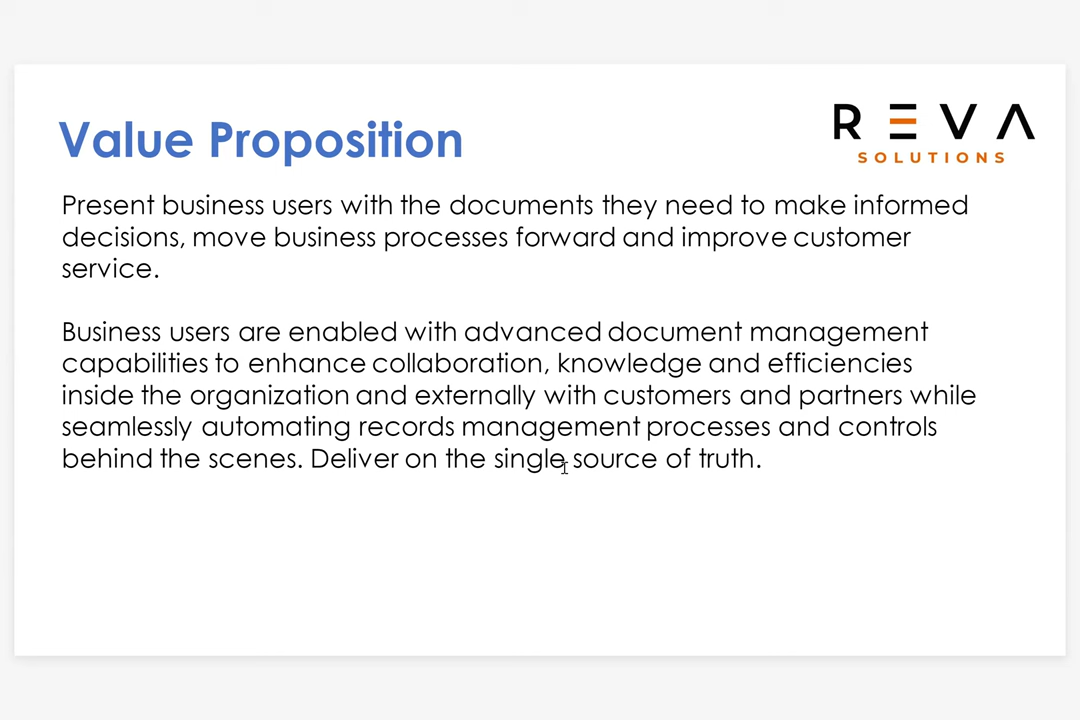 Value Proposition
REVA
SOLUTIONS
Present business users with the documents they need to make informed
decisions, move business processes forward and improve customer
service.
Business users are enabled with advanced document management
capabilities to enhance collaboration, knowledge and efficiencies
inside the organization and externally with customers and partners while
seamlessly automating records management processes and controls
behind the scenes. Deliver on the single source of truth.